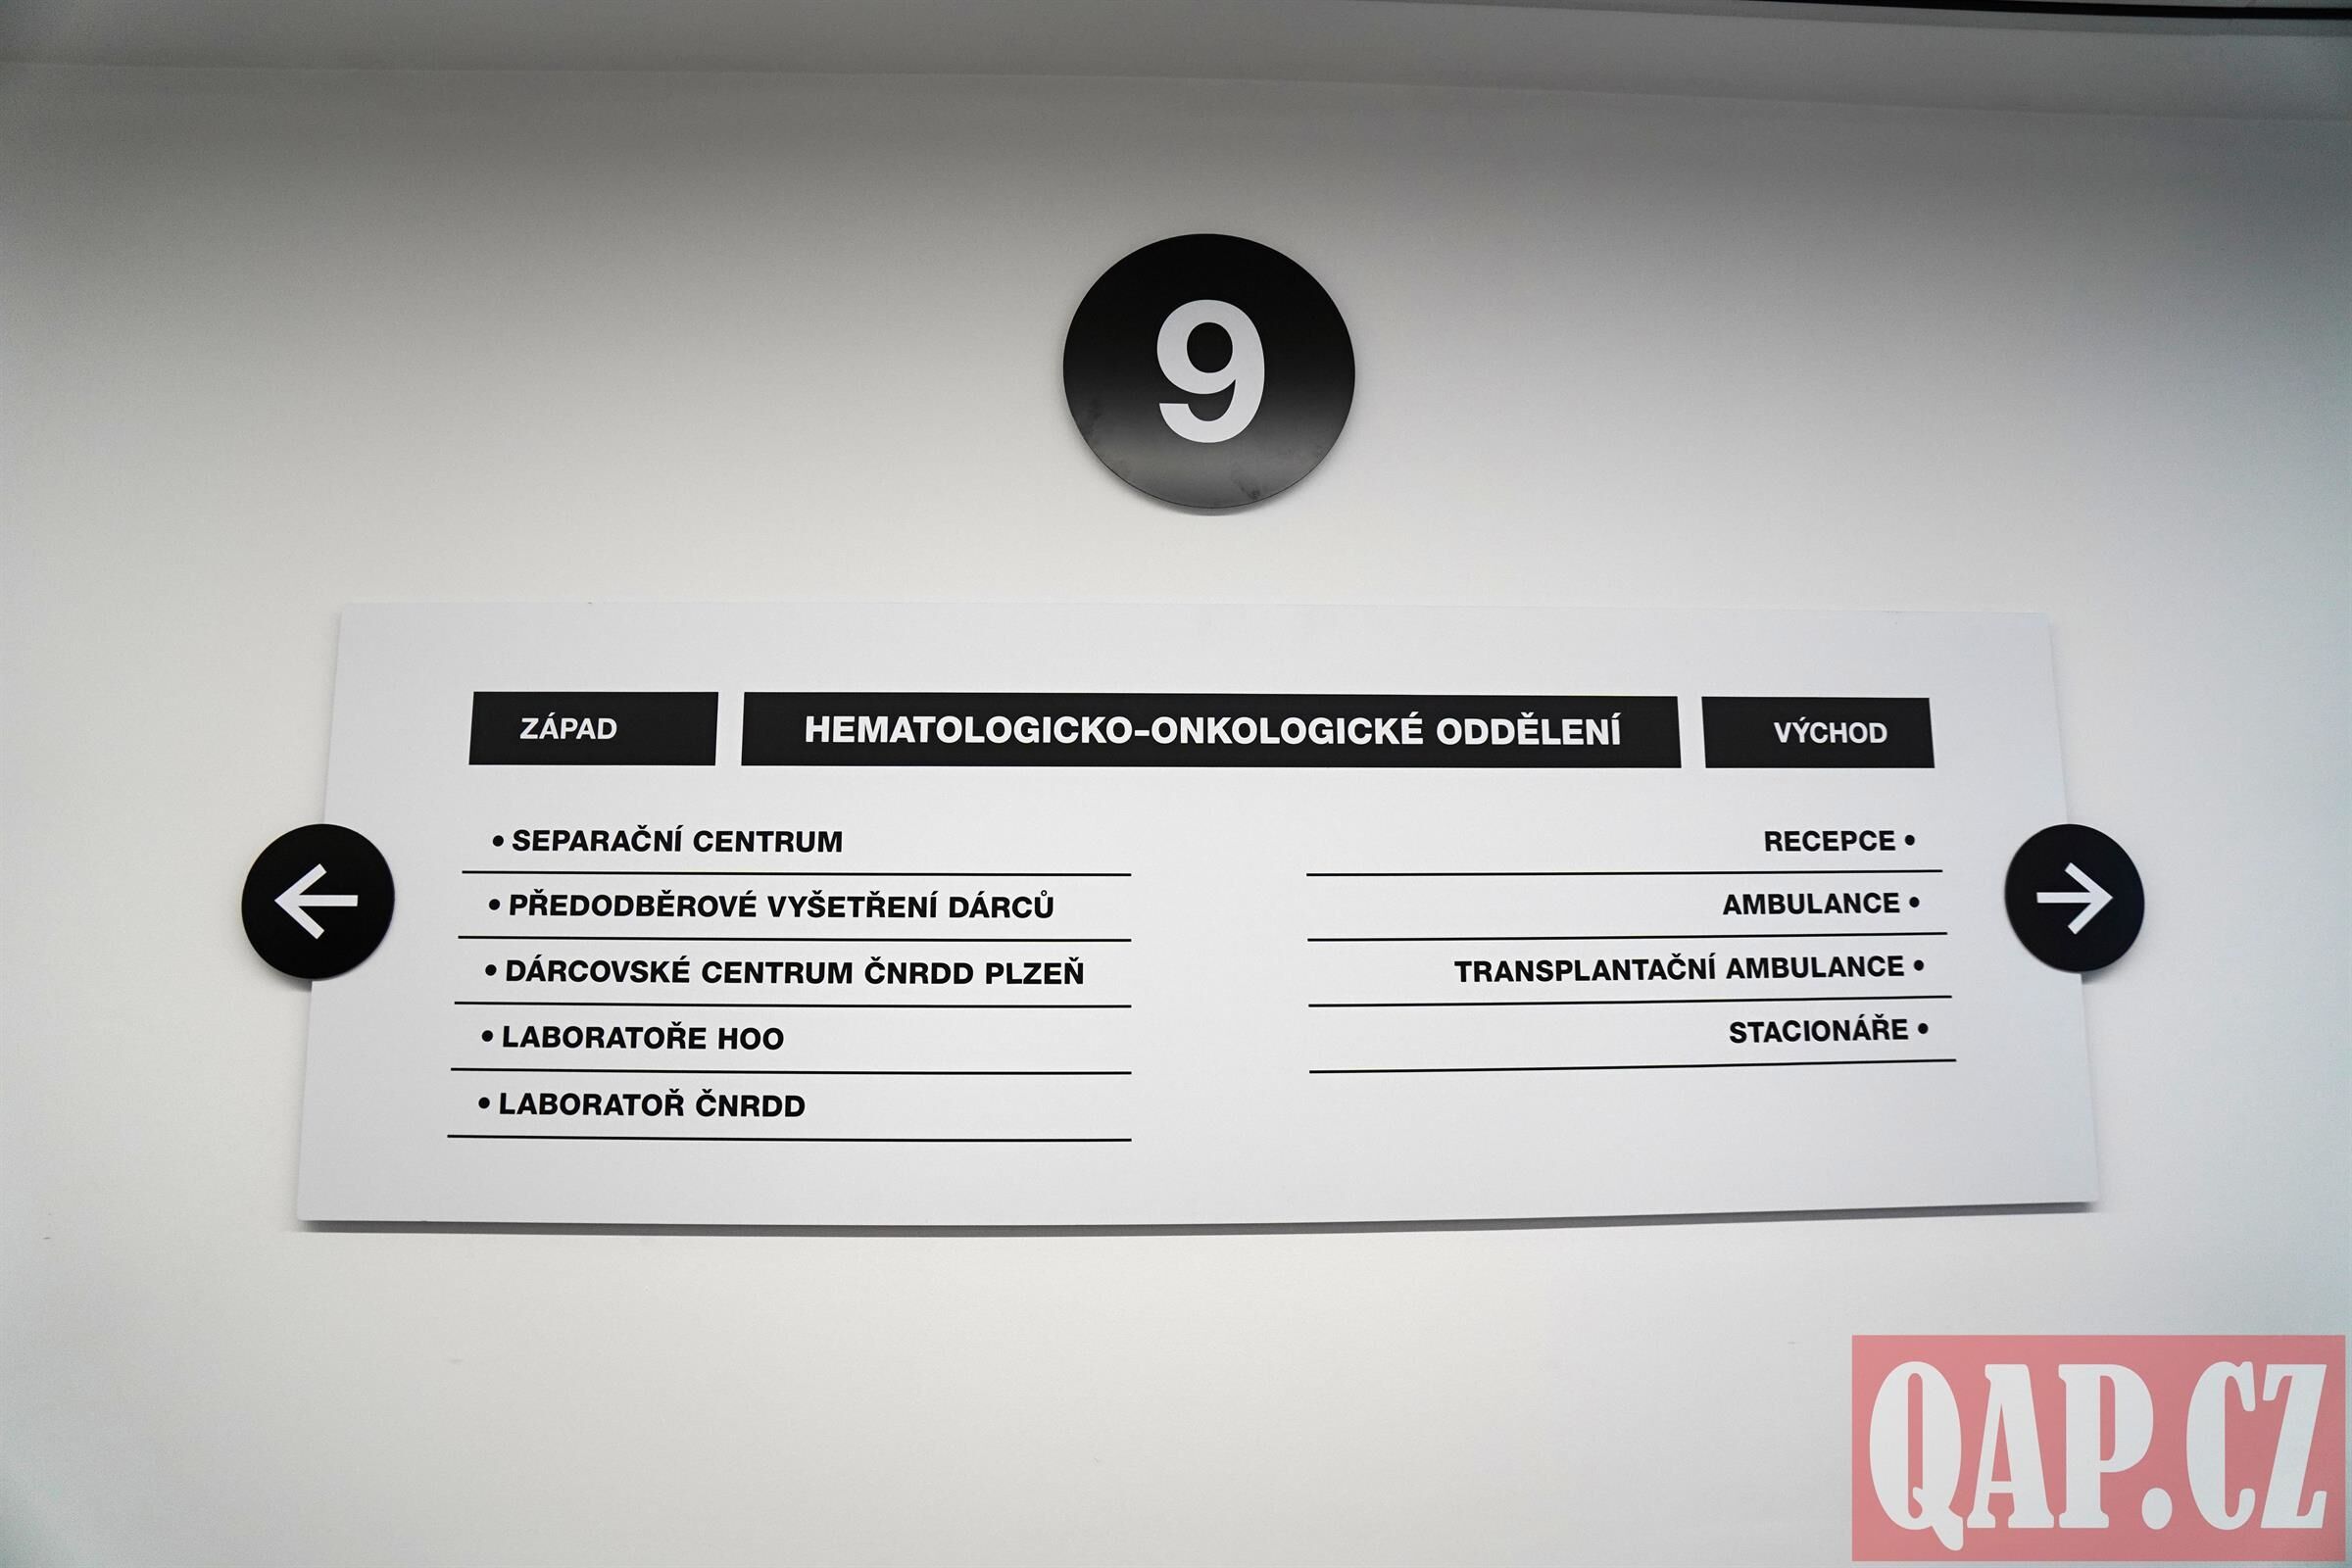 9
ZÁPAD
HEMATOLOGICKO-ONKOLOGICKÉ ODDĚLENÍ
VÝCHOD
• SEPARAČNÍ CENTRUM
• PŘEDODBĚROVÉ VYŠETŘENÍ DÁRCŮ
• DÁRCOVSKÉ CENTRUM ČNRDD PLZEŇ
• LABORATOŘE HOO
• LABORATOŘ ČNRDD
RECEPCE •
AMBULANCE •
TRANSPLANTAČNÍ AMBULANCE •
STACIONÁŘE •
QAP.CZ